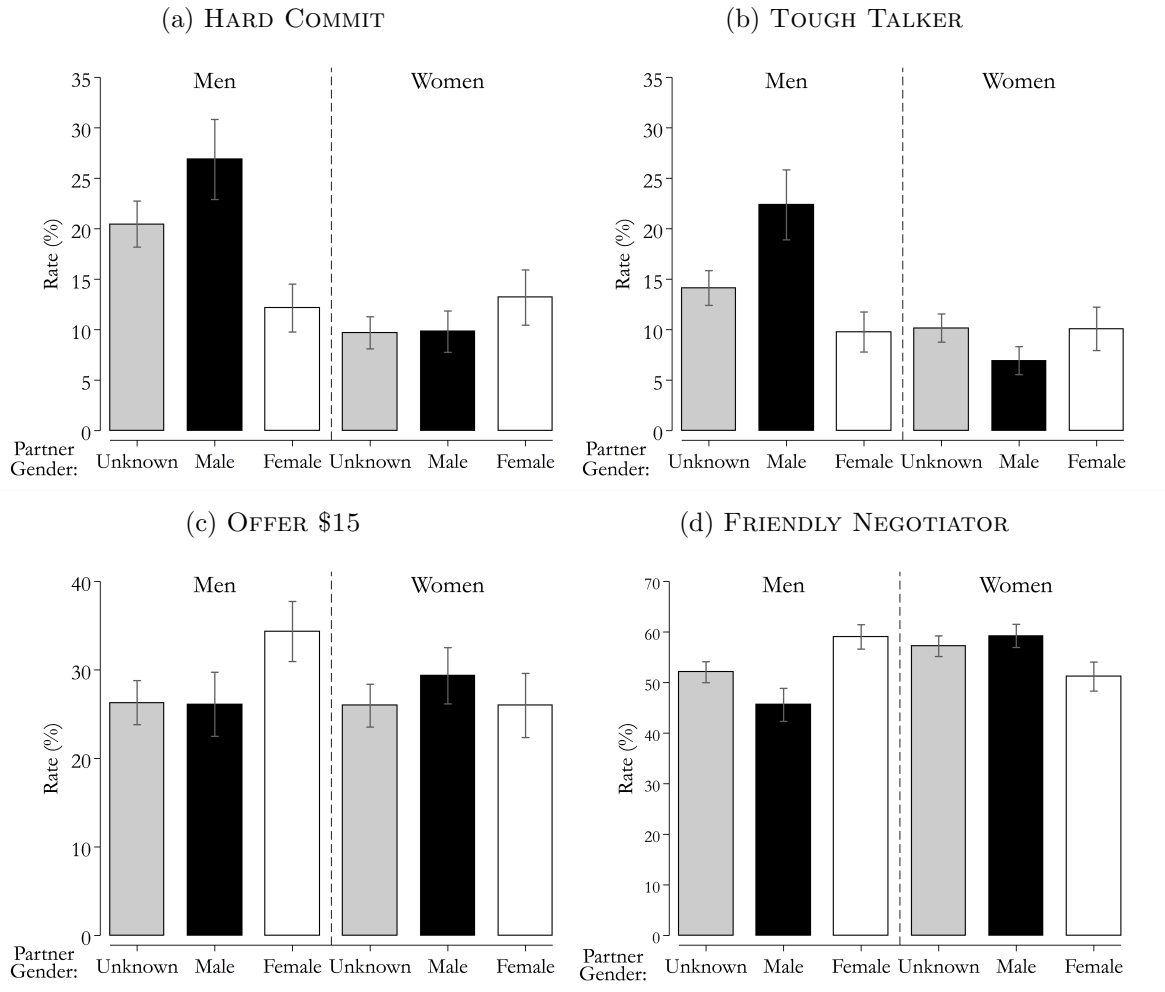 (a) Hard Commit
35
30
25
20
15
10
5
0
Rate (%)
Men
Women
Partner
Gender:
Unknown Male Female Unknown Male Female
(b) Tough Talker
35
30
25
20
15
10
5
0
Rate (%)
Men
Women
Partner
Gender:
Unknown Male Female Unknown Male Female
(c) Offer $15
40
30
20
10
0
Rate (%)
Men
Women
Partner
Gender:
Unknown Male Female Unknown Male Female
(d) Friendly Negotiator
70
60
50
40
30
20
10
0
Rate (%)
Men
Women
Partner
Gender:
Unknown Male Female Unknown Male Female